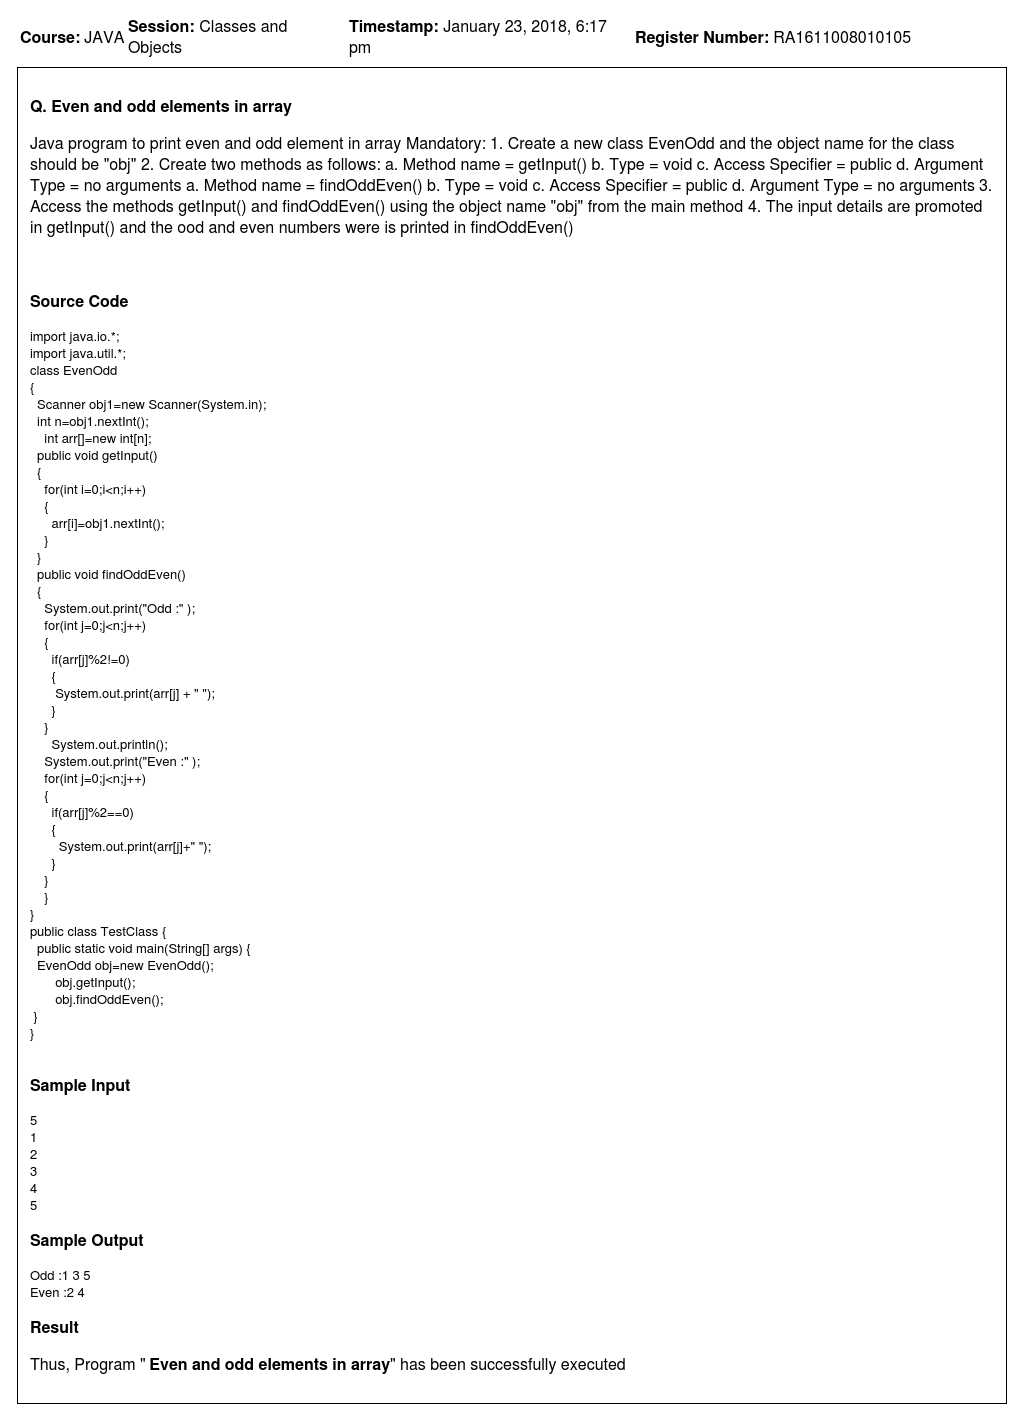 Course: JAVA Session: Classes and Objects Timestamp: January 23, 2018, 6:17 pm Register Number: RA1611008010105
Q. Even and odd elements in array
Java program to print even and odd element in array Mandatory: 1. Create a new class EvenOdd and the object name for the class
should be "obj" 2. Create two methods as follows: a. Method name = getInput() b. Type = void c. Access Specifier = public d. Argument
Type = no arguments a. Method name = findOddEven() b. Type = void c. Access Specifier = public d. Argument Type = no arguments 3.
Access the methods getInput() and findOddEven() using the object name "obj" from the main method 4. The input details are promoted
in getInput() and the ood and even numbers were is printed in findOddEven()
Source Code
import java.io.*;
import java.util.*;
class EvenOdd
{
  Scanner obj1=new Scanner(System.in);
  int n=obj1.nextInt();
    int arr[]=new int[n];
  public void getInput()
  {
    for(int i=0;i<n;i++)
    {
      arr[i]=obj1.nextInt();
    }
  }
  public void findOddEven()
  {
    System.out.print("Odd :" );
    for(int j=0;j<n;j++)
    {
      if(arr[j]%2!=0)
      {
       System.out.print(arr[j] + " ");
      }
    }
      System.out.println();
    System.out.print("Even :" );
    for(int j=0;j<n;j++)
    {
      if(arr[j]%2==0)
      {
        System.out.print(arr[j]+" ");
      }
    }
    }
}
public class TestClass {
  public static void main(String[] args) {
  EvenOdd obj=new EvenOdd();
       obj.getInput();
       obj.findOddEven();
 }
}
Sample Input
5
1
2
3
4
5
Sample Output
Odd :1 3 5
Even :2 4
Result
Thus, Program " Even and odd elements in array" has been successfully executed